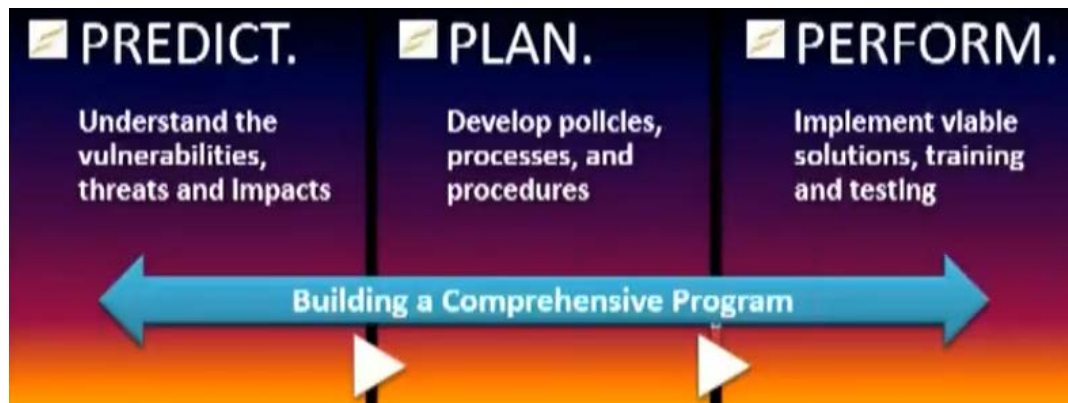 PREDICT.
Understand the
vulnerabilities,
threats and impacts
PLAN.
Develop policies,
processes, and
procedures
PERFORM.
Implement viable
solutions, training
and testing
Building a Comprehensive Program